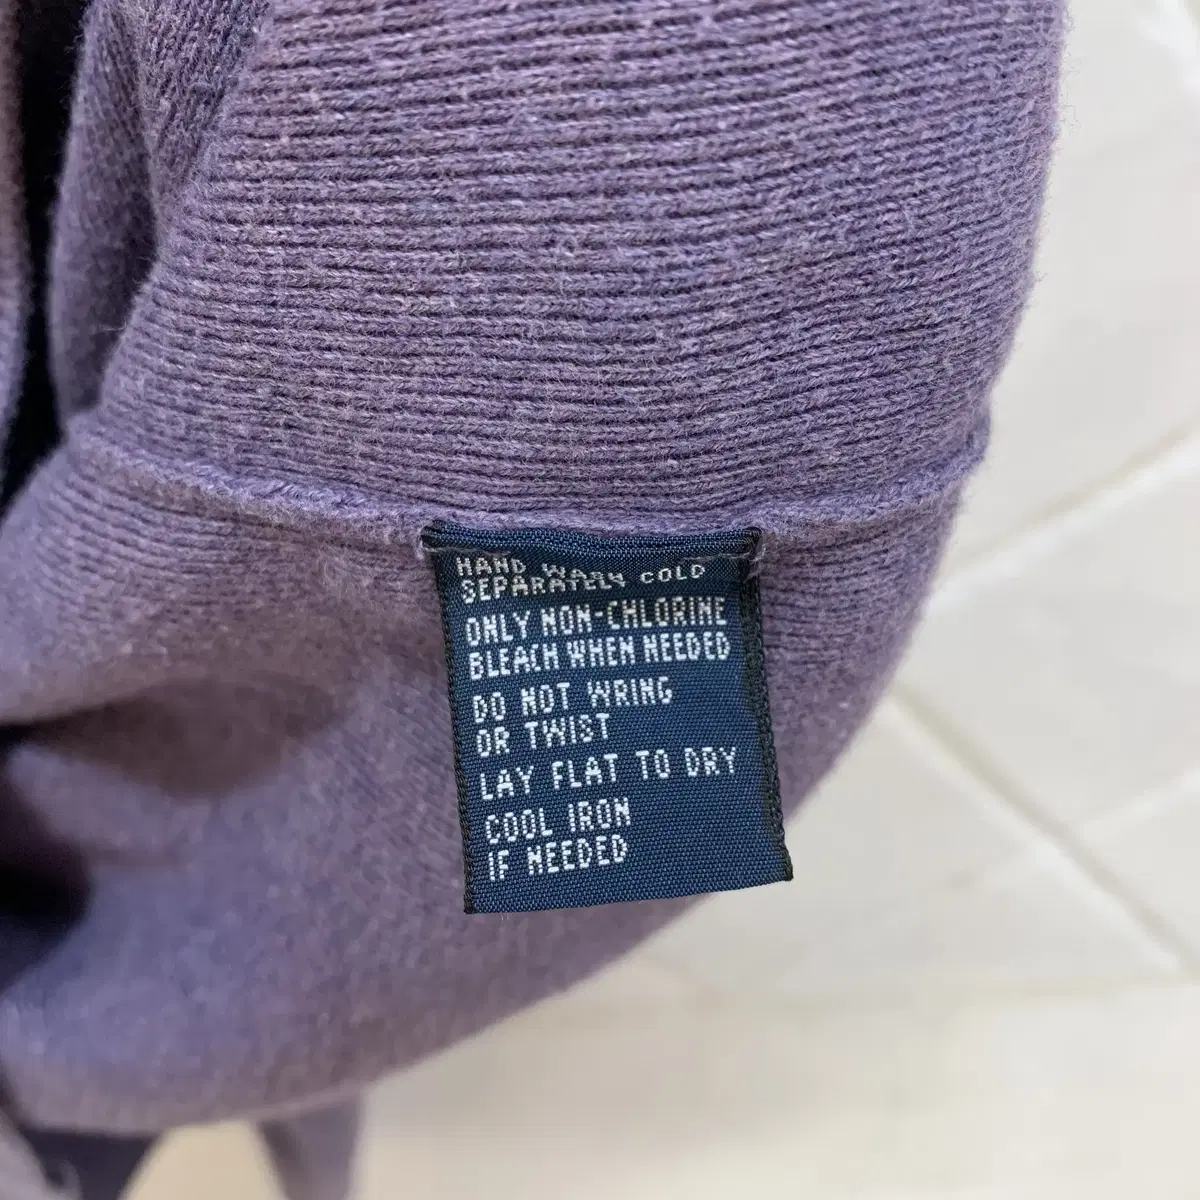 HAND WASH COLD
SEPARATELY
ONLY NON-CHLORINE
BLEACH WHEN NEEDED
DO NOT WRING
OR TWIST
LAY FLAT TO DRY
COOL IRON
IF NEEDED